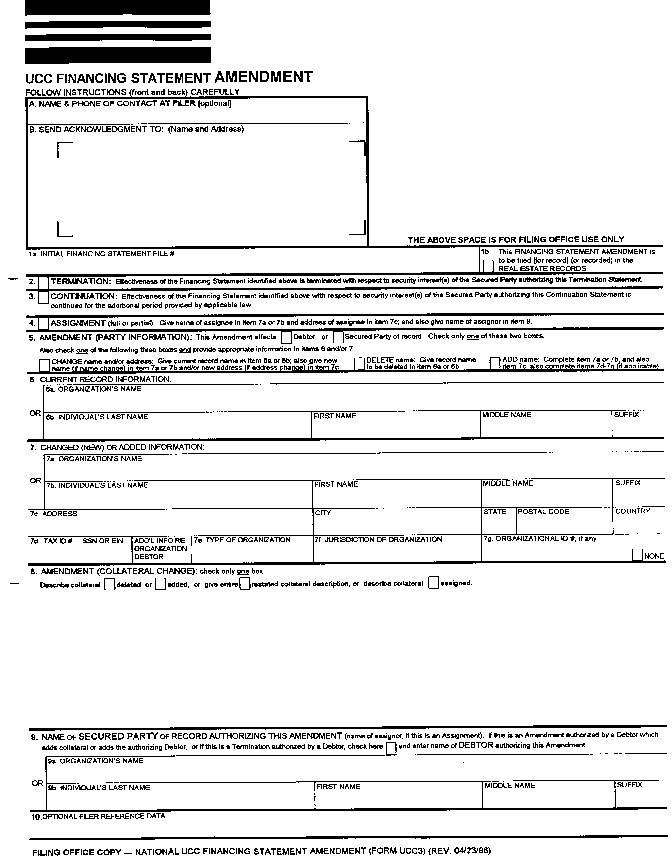 UCC FINANCING STATEMENT AMENDMENT
FOLLOW INSTRUCTIONS (front and back) CAREFULLY
A. NAME & PHONE OF CONTACT AT FILER [optional]
B. SEND ACKNOWLEDGMENT TO: (Name and Address)
THE ABOVE SPACE IS FOR FILING OFFICE USE ONLY
1a INITIAL FINANCING STATEMENT FILE #
1b This FINANCING STATEMENT AMENDMENT is
to be filed [for record] (or recorded) in the
REAL ESTATE RECORDS
2. TERMINATION: Effectiveness of the Financing Statement identified above is terminated with respect to security interest(s) of the Secured Party authorizing this Termination Statement.
3. CONTINUATION: Effectiveness of the Financing Statement identified above with respect to security interest(s) of the Secured Party authorizing this Continuation Statement is
continued for the additional period provided by applicable law
4. ASSIGNMENT (full or partial). Give name of assignee in item 7a or 7b and address of assignee in item 7c; and also give name of assignor in item 9.
5. AMENDMENT (PARTY INFORMATION): This Amendment affects Debtor or Secured Party of record Check only one of these two boxes.
Also check one of the following three boxes and provide appropriate information in items 6 and/or 7
CHANGE name and/or address: Give current record name in item 6a or 6b; also give new
name (if name change) in item 7a or 7b and/or new address (if address change) in item 7c
DELETE name: Give record name
to be deleted in item 6a or 6b
ADD name: Complete item 7a or 7b, and also
item 7c, also complete items 7d-7g (if applicable)
6 CURRENT RECORD INFORMATION:
6a. ORGANIZATION'S NAME
OR 6b INDIVIDUAL'S LAST NAME FIRST NAME MIDDLE NAME SUFFIX
7. CHANGED (NEW) OR ADDED INFORMATION:
7a ORGANIZATION'S NAME
OR 7b. INDIVIDUAL'S LAST NAME FIRST NAME MIDDLE NAME SUFFIX
7c ADDRESS CITY STATE POSTAL CODE COUNTRY
7d TAX ID # SSN OR EIN ADD'L INFO RE ORGANIZATION DEBTOR 7e TYPE OF ORGANIZATION 7f JURISDICTION OF ORGANIZATION 7g. ORGANIZATIONAL ID #, if any
NONE
8. AMENDMENT (COLLATERAL CHANGE): check only one box
Describe collateral deleted or added, or give entire restated collateral description, or describe collateral assigned.
9. NAME OF SECURED PARTY OF RECORD AUTHORIZING THIS AMENDMENT (name of assignor, if this is an Assignment). If this is an Amendment authorized by a Debtor which
adds collateral or adds the authorizing Debtor, or if this is a Termination authorized by a Debtor, check here and enter name of DEBTOR authorizing this Amendment
9a ORGANIZATION'S NAME
OR 9b INDIVIDUAL'S LAST NAME FIRST NAME MIDDLE NAME SUFFIX
10.OPTIONAL FILER REFERENCE DATA
FILING OFFICE COPY — NATIONAL UCC FINANCING STATEMENT AMENDMENT (FORM UCC3) (REV. 04/23/98)